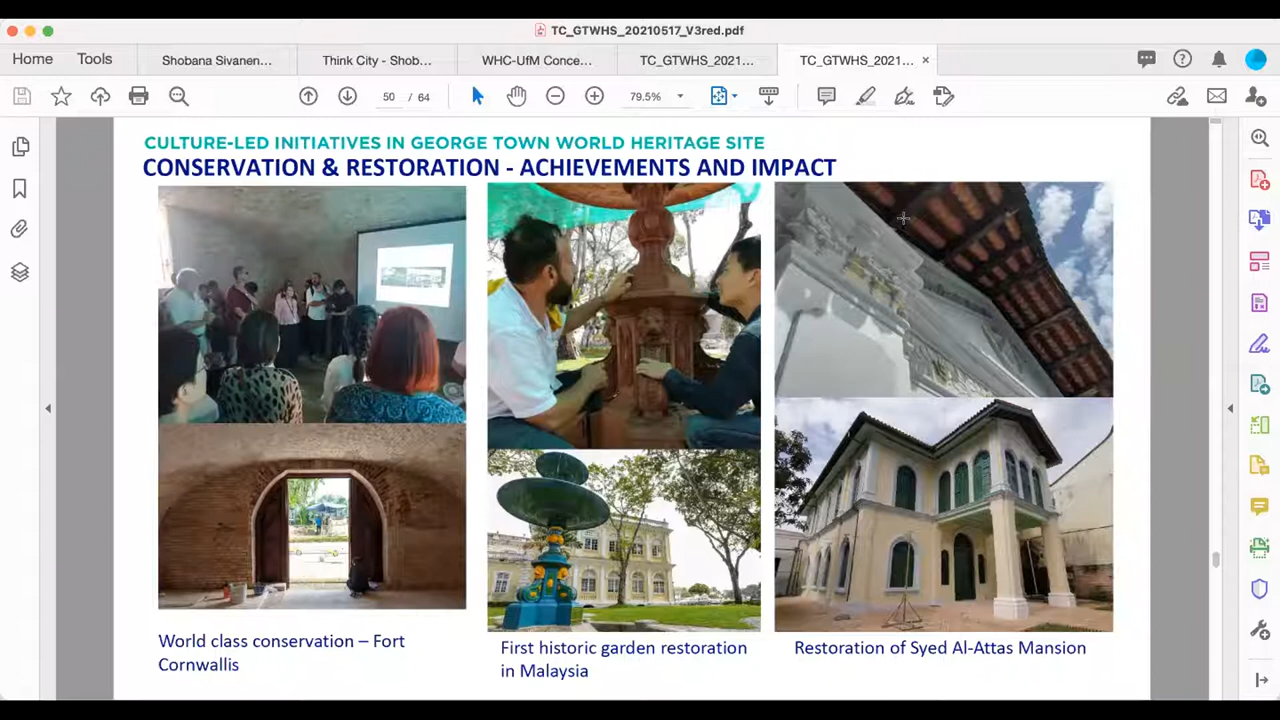 TC_GTWHS_20210517_V3red.pdf
Home
Tools
Shobana Sivanen...
Think City - Shob...
WHC-UfM Conce...
TC_GTWHS_2021...
TC_GTWHS_2021...
50 / 64
79.5%
CULTURE-LED INITIATIVES IN GEORGE TOWN WORLD HERITAGE SITE
CONSERVATION & RESTORATION - ACHIEVEMENTS AND IMPACT
World class conservation – Fort
Cornwallis
First historic garden restoration
in Malaysia
Restoration of Syed Al-Attas Mansion